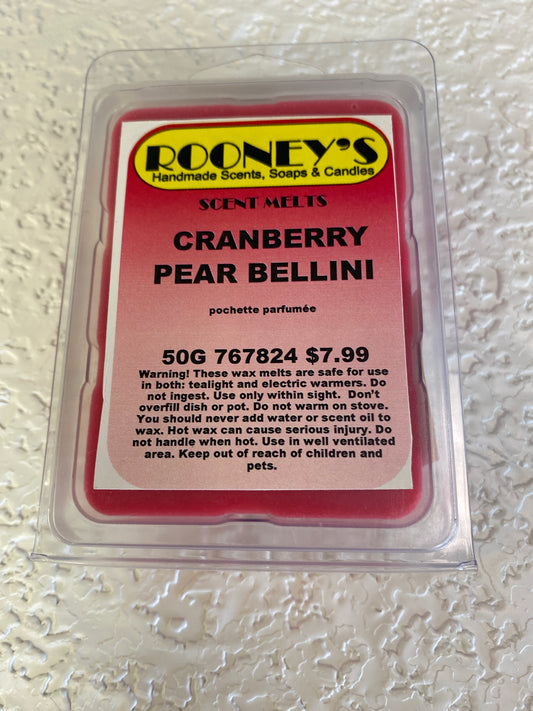 ROONEY'S
Handmade Scents, Soaps & Candles
SCENT MELTS
CRANBERRY
PEAR BELLINI
pochette parfumée
50G 767824 $7.99
Warning! These wax melts are safe for use
in both: tealight and electric warmers. Do
not ingest. Use only within sight. Don't
overfill dish or pot. Do not warm on stove.
You should never add water or scent oil to
wax. Hot wax can cause serious injury. Do
not handle when hot. Use in well ventilated
area. Keep out of reach of children and
pets.